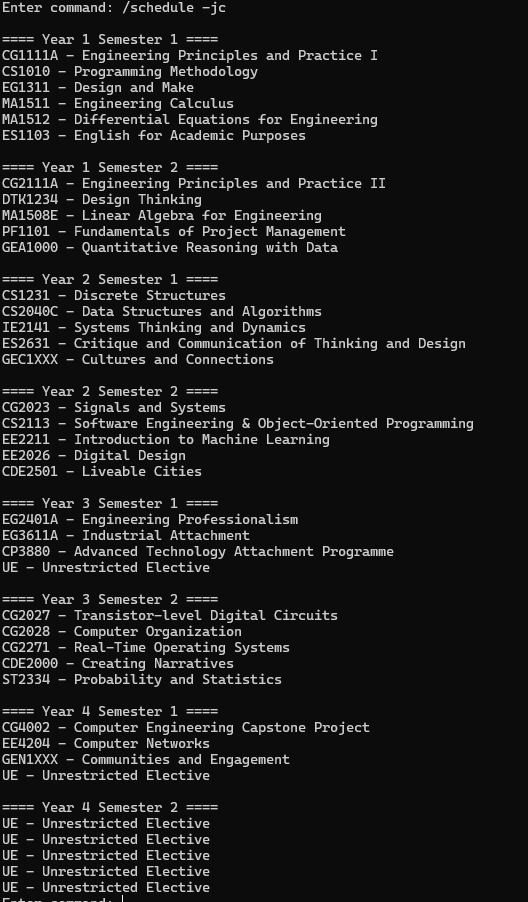 Enter command: /schedule -jc
==== Year 1 Semester 1 ====
CG1111A - Engineering Principles and Practice I
CS1010 - Programming Methodology
EG1311 - Design and Make
MA1511 - Engineering Calculus
MA1512 - Differential Equations for Engineering
ES1103 - English for Academic Purposes
==== Year 1 Semester 2 ====
CG2111A - Engineering Principles and Practice II
DTK1234 - Design Thinking
MA1508E - Linear Algebra for Engineering
PF1101 - Fundamentals of Project Management
GEA1000 - Quantitative Reasoning with Data
==== Year 2 Semester 1 ====
CS1231 - Discrete Structures
CS2040C - Data Structures and Algorithms
IE2141 - Systems Thinking and Dynamics
ES2631 - Critique and Communication of Thinking and Design
GEC1XXX - Cultures and Connections
==== Year 2 Semester 2 ====
CG2023 - Signals and Systems
CS2113 - Software Engineering & Object-Oriented Programming
EE2211 - Introduction to Machine Learning
EE2026 - Digital Design
CDE2501 - Liveable Cities
==== Year 3 Semester 1 ====
EG2401A - Engineering Professionalism
EG3611A - Industrial Attachment
CP3880 - Advanced Technology Attachment Programme
UE - Unrestricted Elective
==== Year 3 Semester 2 ====
CG2027 - Transistor-level Digital Circuits
CG2028 - Computer Organization
CG2271 - Real-Time Operating Systems
CDE2000 - Creating Narratives
ST2334 - Probability and Statistics
==== Year 4 Semester 1 ====
CG4002 - Computer Engineering Capstone Project
EE4204 - Computer Networks
GEN1XXX - Communities and Engagement
UE - Unrestricted Elective
==== Year 4 Semester 2 ====
UE - Unrestricted Elective
UE - Unrestricted Elective
UE - Unrestricted Elective
UE - Unrestricted Elective
UE - Unrestricted Elective
Enter command: